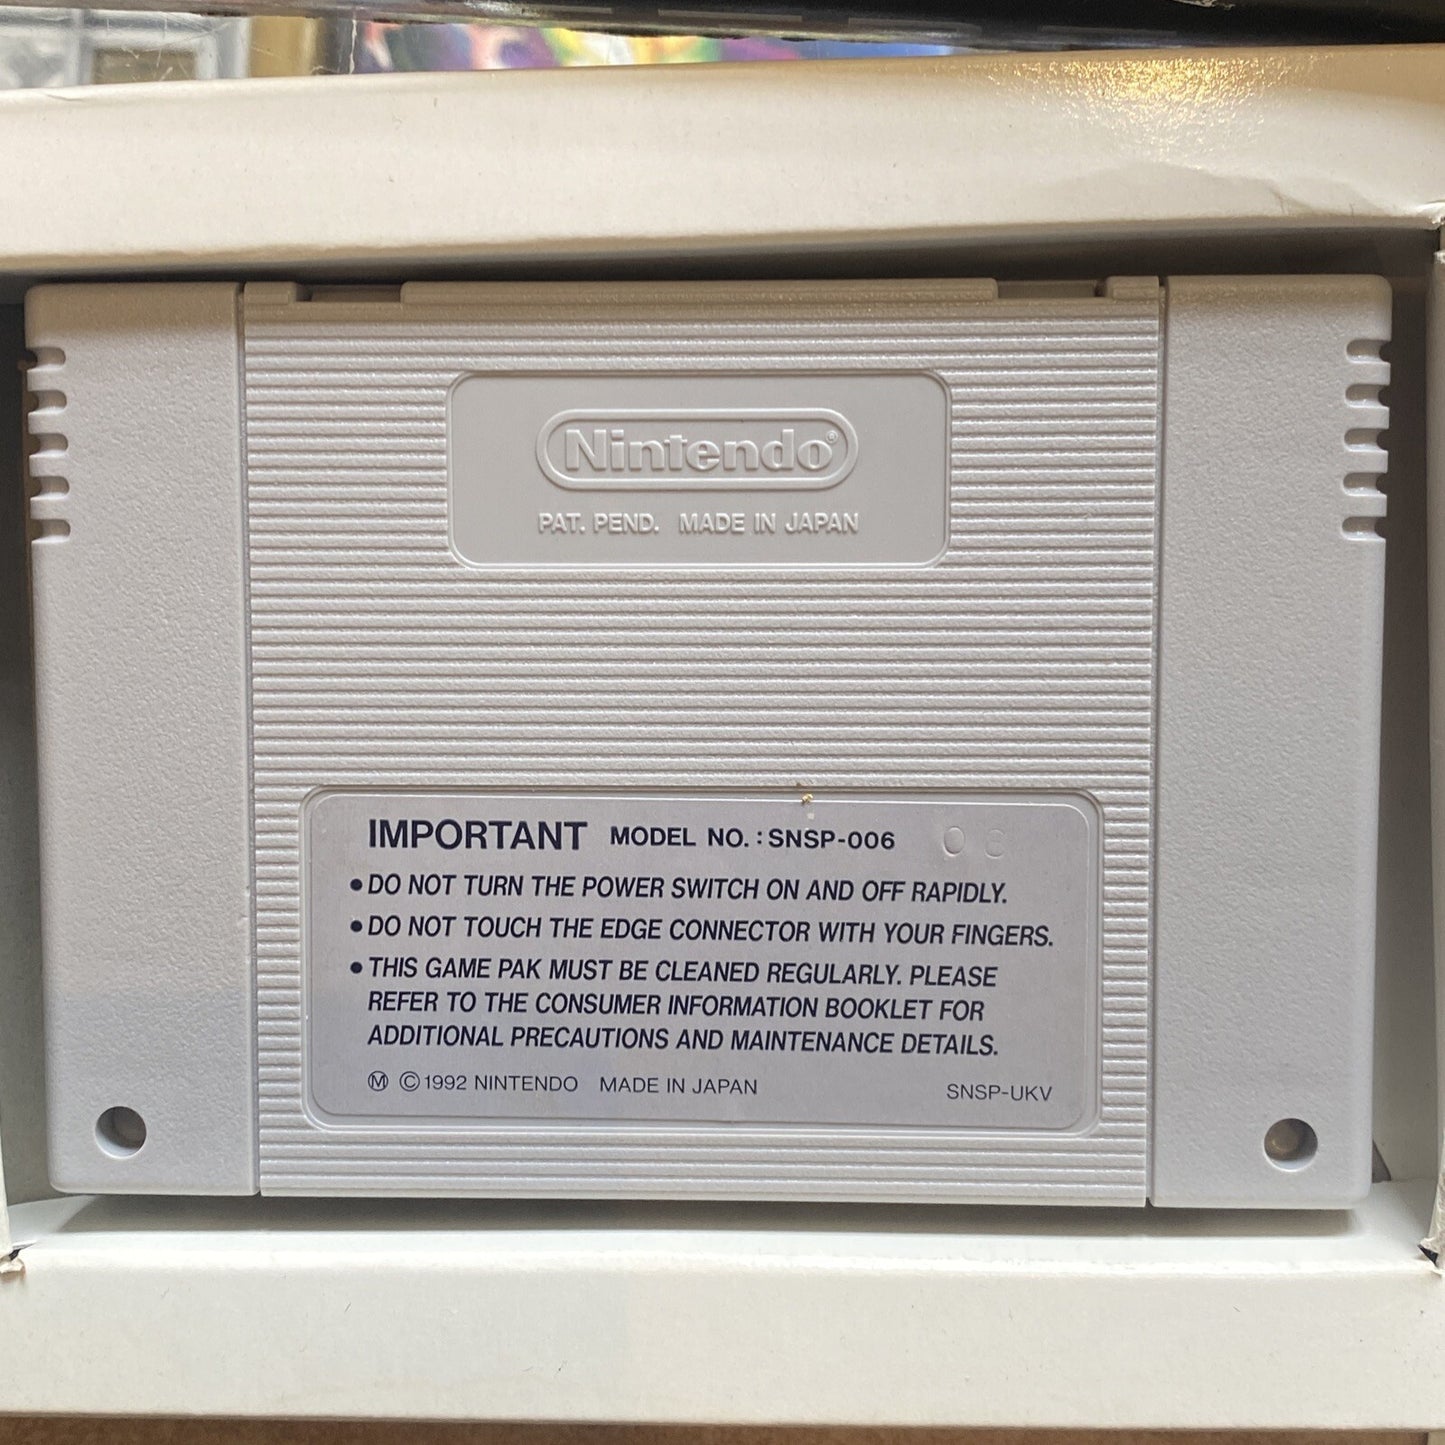 Nintendo®
PAT. PEND. MADE IN JAPAN
IMPORTANT MODEL NO.: SNSP-006
•DO NOT TURN THE POWER SWITCH ON AND OFF RAPIDLY.
•DO NOT TOUCH THE EDGE CONNECTOR WITH YOUR FINGERS.
•THIS GAME PAK MUST BE CLEANED REGULARLY. PLEASE
REFER TO THE CONSUMER INFORMATION BOOKLET FOR
ADDITIONAL PRECAUTIONS AND MAINTENANCE DETAILS.
Ⓜ ©1992 NINTENDO MADE IN JAPAN SNSP-UKV